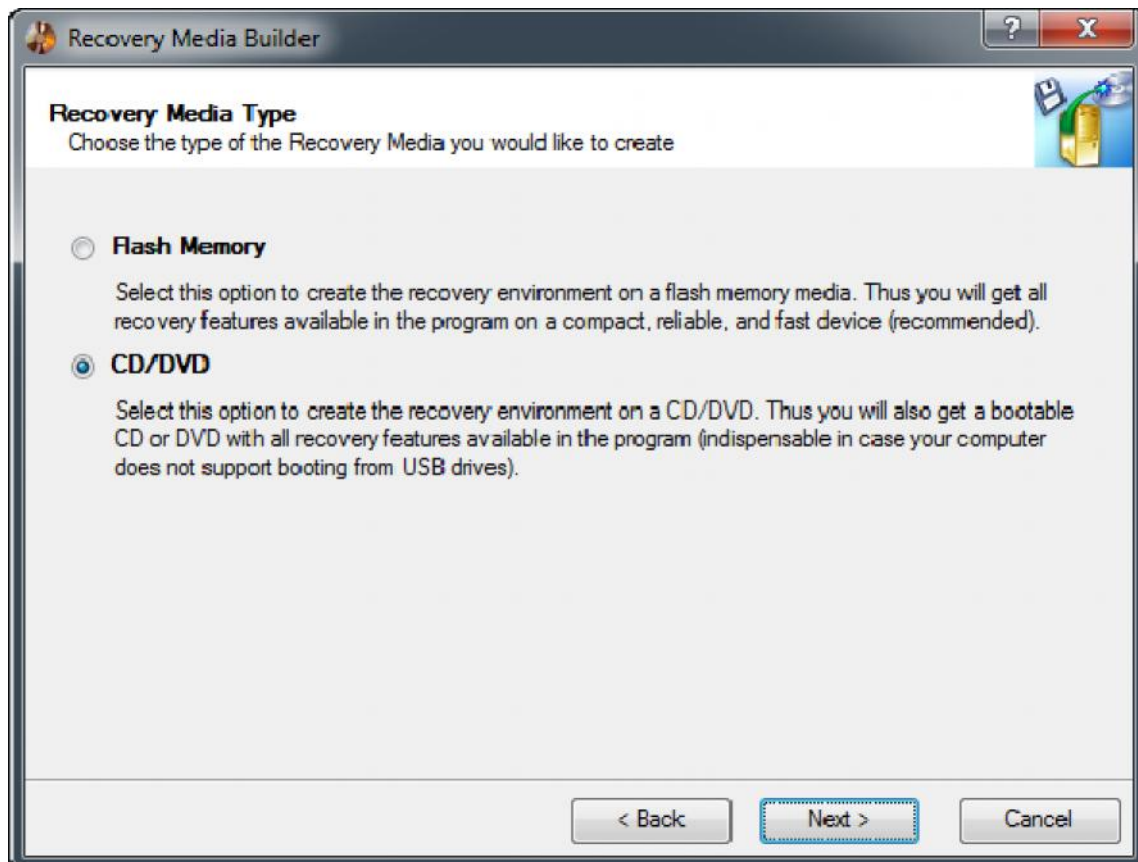 Recovery Media Builder
?
X
Recovery Media Type
Choose the type of the Recovery Media you would like to create
Flash Memory
Select this option to create the recovery environment on a flash memory media. Thus you will get all
recovery features available in the program on a compact, reliable, and fast device (recommended).
CD/DVD
Select this option to create the recovery environment on a CD/DVD. Thus you will also get a bootable
CD or DVD with all recovery features available in the program (indispensable in case your computer
does not support booting from USB drives).
< Back
Next >
Cancel